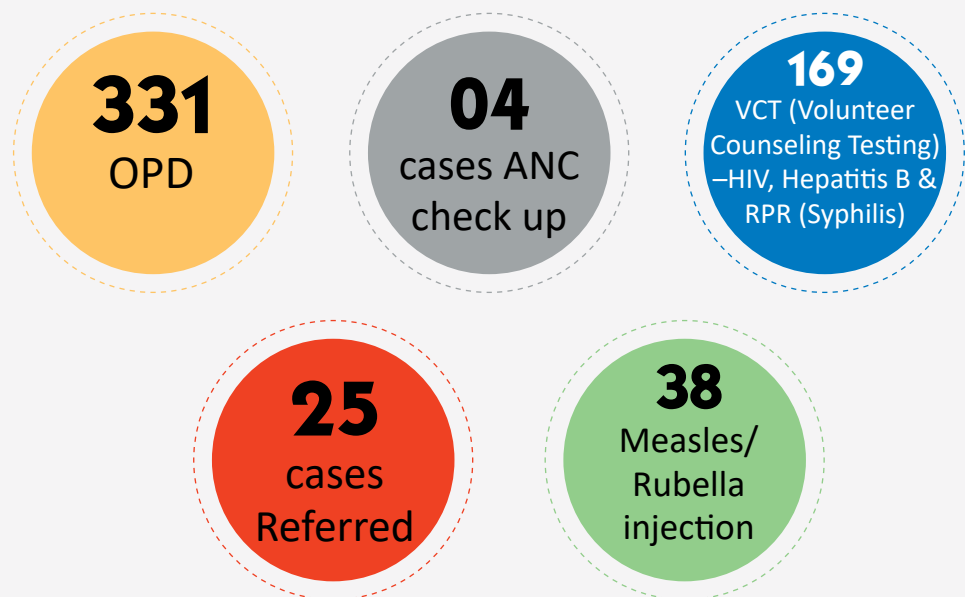 331
OPD
04
cases ANC
check up
169
VCT (Volunteer
Counseling Testing)
–HIV, Hepatitis B &
RPR (Syphilis)
25
cases
Referred
38
Measles/
Rubella
injection